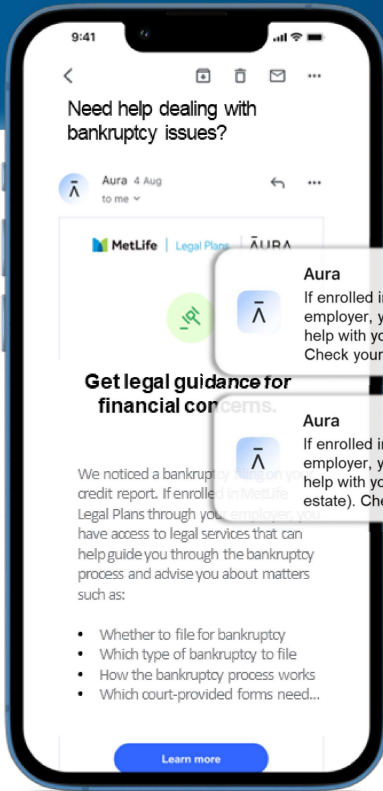 9:41
Need help dealing with
bankruptcy issues?
Aura 4 Aug
to me
MetLife | Legal Plans ĀURA
Aura
If enrolled i
employer, y
help with yo
Check your
Get legal guidance for
financial concerns.
Aura
If enrolled i
employer, y
help with yo
estate). Che
We noticed a bankruptcy filing on your
credit report. If enrolled in MetLife
Legal Plans through your employer, you
have access to legal services that can
help guide you through the bankruptcy
process and advise you about matters
such as:
• Whether to file for bankruptcy
• Which type of bankruptcy to file
• How the bankruptcy process works
• Which court-provided forms need...
Learn more